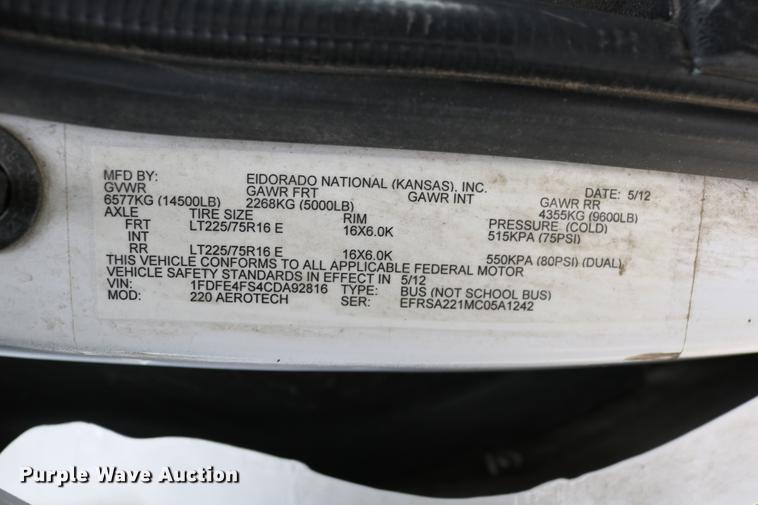 MFD BY: EIDORADO NATIONAL (KANSAS), INC. DATE: 5/12
GVWR GAWR FRT GAWR INT GAWR RR
6577KG (14500LB) 2268KG (5000LB) 4355KG (9600LB)
AXLE TIRE SIZE RIM PRESSURE (COLD)
FRT LT225/75R16 E 16X6.0K 515KPA (75PSI)
INT
RR LT225/75R16 E 16X6.0K 550KPA (80PSI) (DUAL)
THIS VEHICLE CONFORMS TO ALL APPLICABLE FEDERAL MOTOR
VEHICLE SAFETY STANDARDS IN EFFECT IN 5/12
VIN: 1FDFE4FS4CDA92816 TYPE: BUS (NOT SCHOOL BUS)
MOD: 220 AEROTECH SER: EFRSA221MC05A1242
Purple Wave Auction